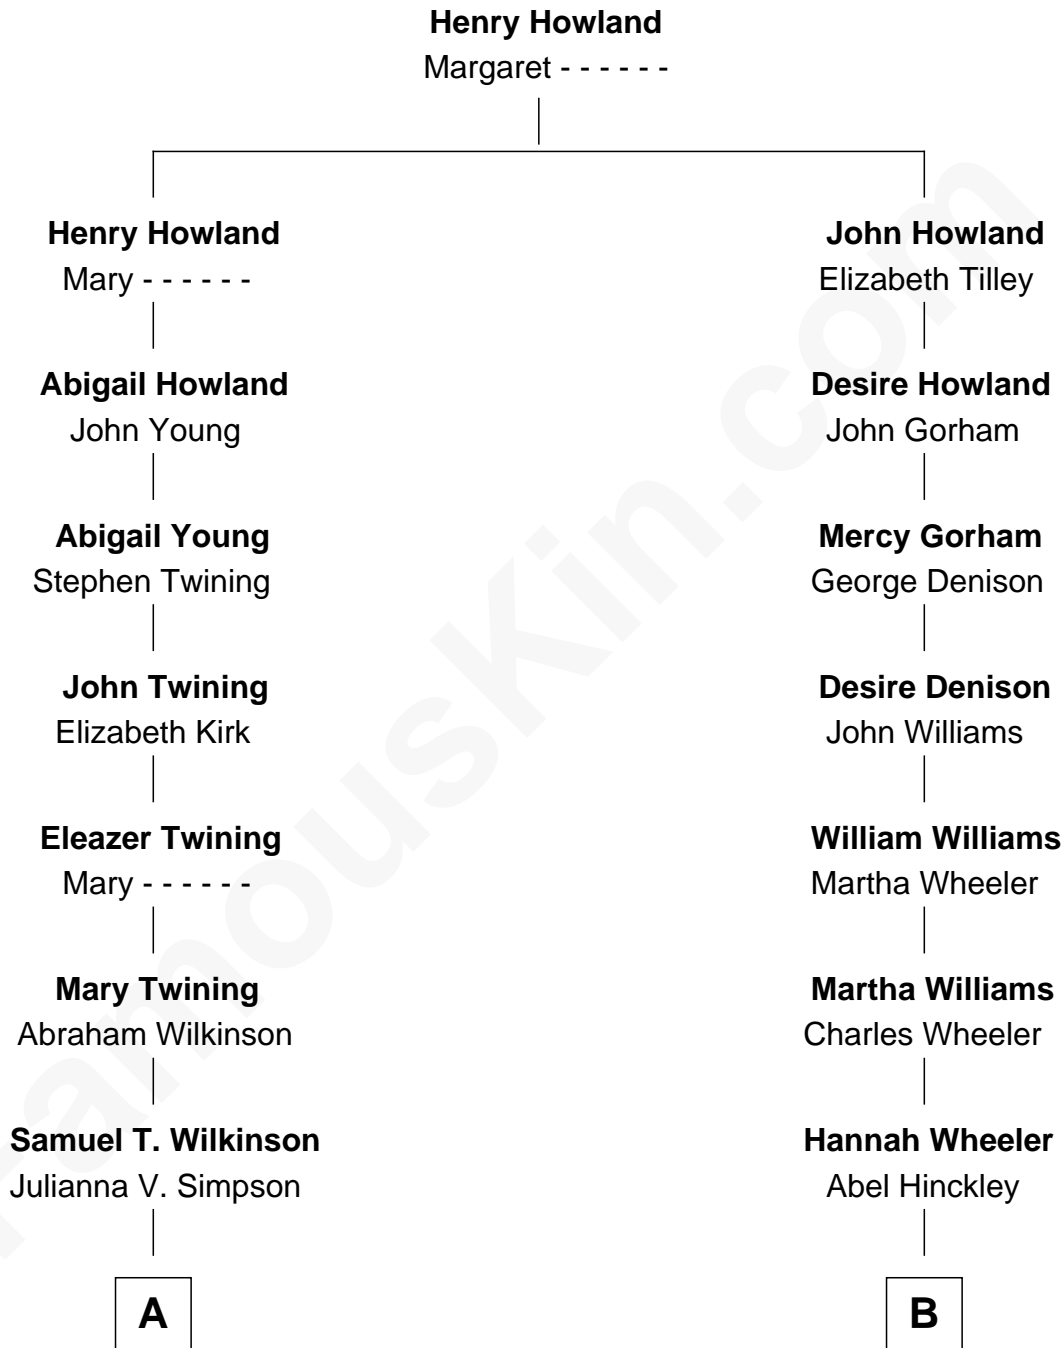 Henry Howland
Margaret - - - - - -
Henry Howland
Mary - - - - - -
John Howland
Elizabeth Tilley
Abigail Howland
John Young
Desire Howland
John Gorham
Abigail Young
Stephen Twining
Mercy Gorham
George Denison
John Twining
Elizabeth Kirk
Desire Denison
John Williams
Eleazer Twining
Mary - - - - - -
William Williams
Martha Wheeler
Mary Twining
Abraham Wilkinson
Martha Williams
Charles Wheeler
Samuel T. Wilkinson
Julianna V. Simpson
Hannah Wheeler
Abel Hinckley
A
B
FamousKin.com